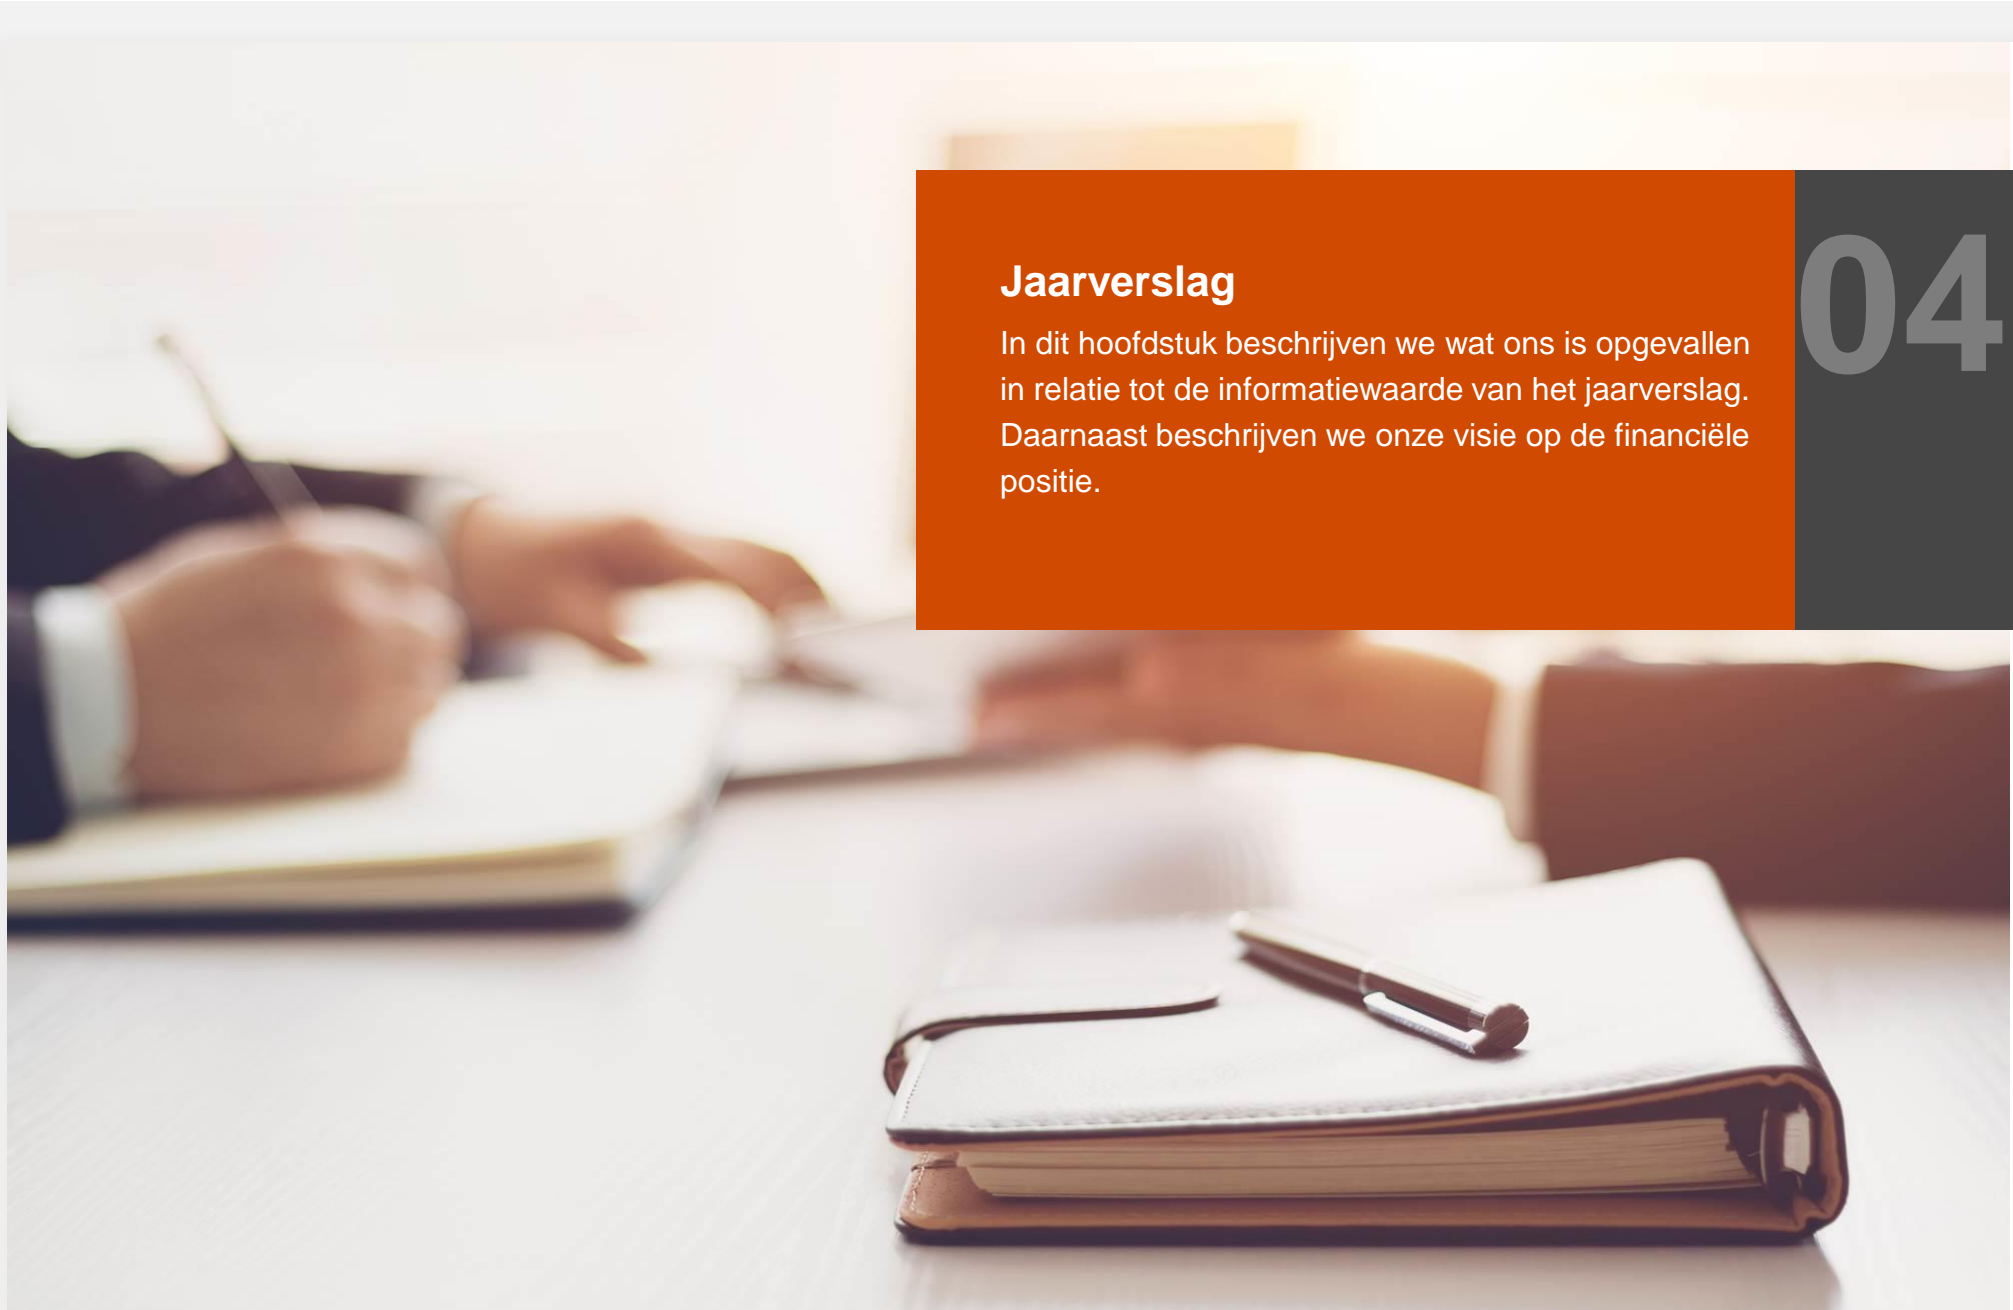 Jaarverslag
In dit hoofdstuk beschrijven we wat ons is opgevallen
in relatie tot de informatiewaarde van het jaarverslag.
Daarnaast beschrijven we onze visie op de financiële
positie.
04